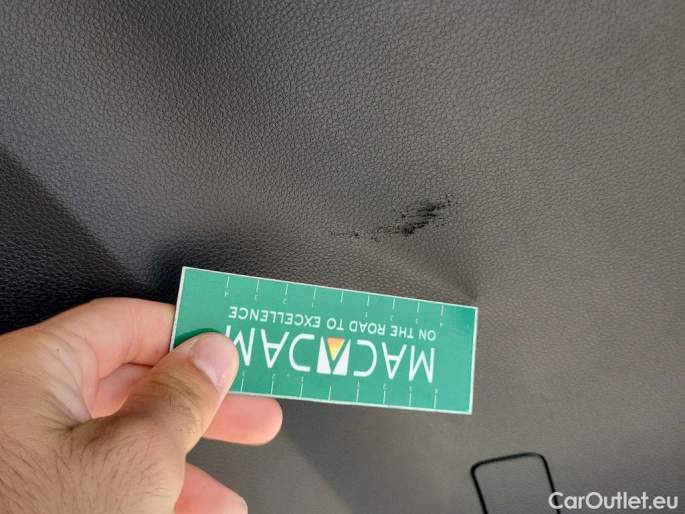 MACADAM
ON THE ROAD TO EXCELLENCE
CarOutlet.eu